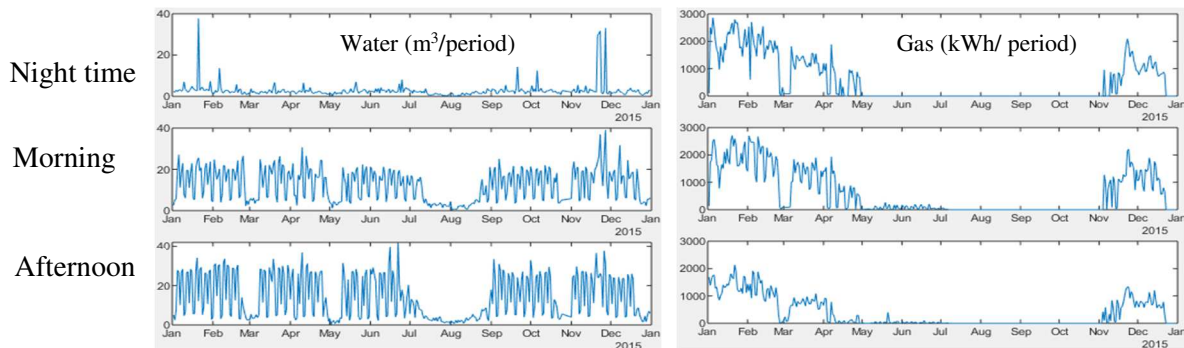 Night time
Morning
Afternoon
Water (m³/period)
40
20
0
Jan Feb Mar Apr May Jun Jul Aug Sep Oct Nov Dec Jan
2015
40
20
0
Jan Feb Mar Apr May Jun Jul Aug Sep Oct Nov Dec Jan
2015
40
20
0
Jan Feb Mar Apr May Jun Jul Aug Sep Oct Nov Dec Jan
2015
Gas (kWh/ period)
3000
2000
1000
0
Jan Feb Mar Apr May Jun Jul Aug Sep Oct Nov Dec Jan
2015
3000
2000
1000
0
Jan Feb Mar Apr May Jun Jul Aug Sep Oct Nov Dec Jan
2015
3000
2000
1000
0
Jan Feb Mar Apr May Jun Jul Aug Sep Oct Nov Dec Jan
2015